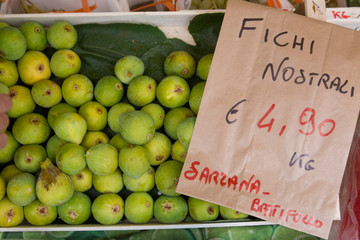 FICHI
NOSTRALI
€ 4,90
KG
SARZANA-
BATTIFOLLO